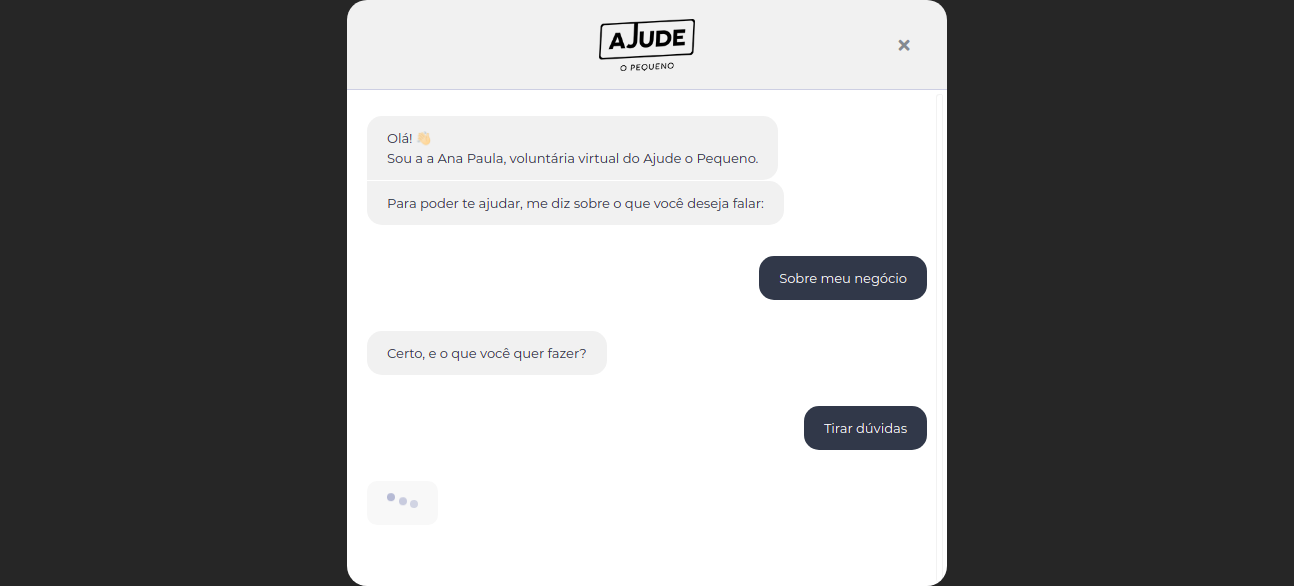 AJUDE
O PEQUENO
Olá! 👋🏼
Sou a a Ana Paula, voluntária virtual do Ajude o Pequeno.
Para poder te ajudar, me diz sobre o que você deseja falar:
Sobre meu negócio
Certo, e o que você quer fazer?
Tirar dúvidas